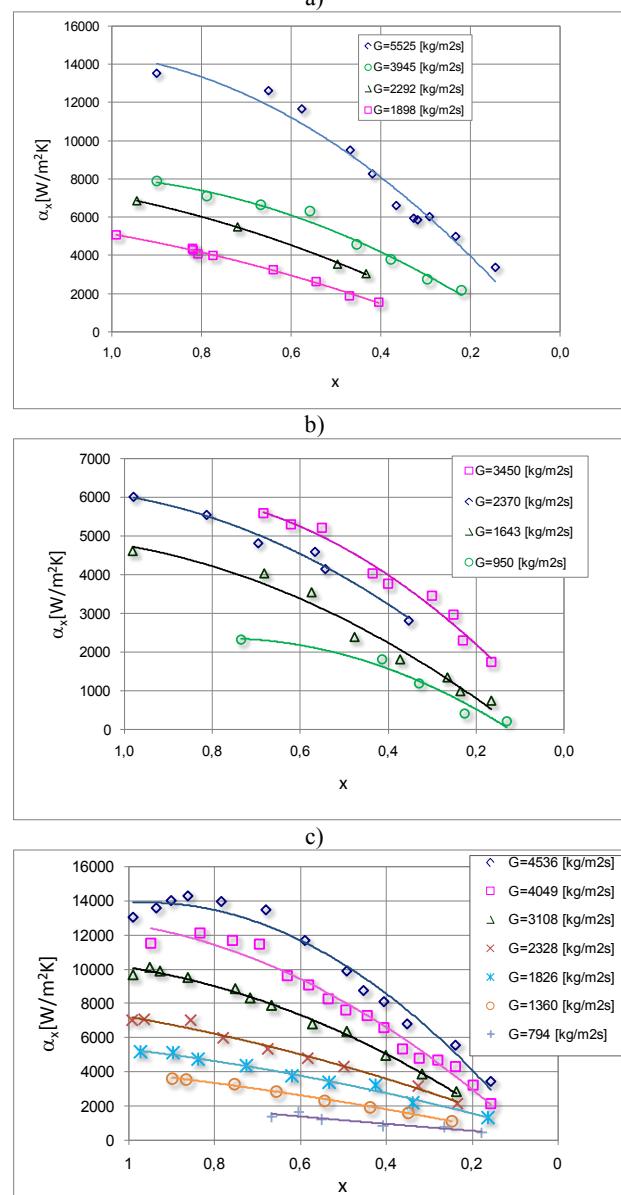 a)
16000
14000
12000
10000
8000
6000
4000
2000
0
αx[W/m²K]
G=5525 [kg/m2s]
G=3945 [kg/m2s]
G=2292 [kg/m2s]
G=1898 [kg/m2s]
1,0 0,8 0,6 0,4 0,2 0,0
x
b)
7000
6000
5000
4000
3000
2000
1000
0
αx[W/m²K]
G=3450 [kg/m2s]
G=2370 [kg/m2s]
G=1643 [kg/m2s]
G=950 [kg/m2s]
1,0 0,8 0,6 0,4 0,2 0,0
x
c)
16000
14000
12000
10000
8000
6000
4000
2000
0
αx[W/m²K]
G=4536 [kg/m2s]
G=4049 [kg/m2s]
G=3108 [kg/m2s]
G=2328 [kg/m2s]
G=1826 [kg/m2s]
G=1360 [kg/m2s]
G=794 [kg/m2s]
1 0,8 0,6 0,4 0,2 0
x